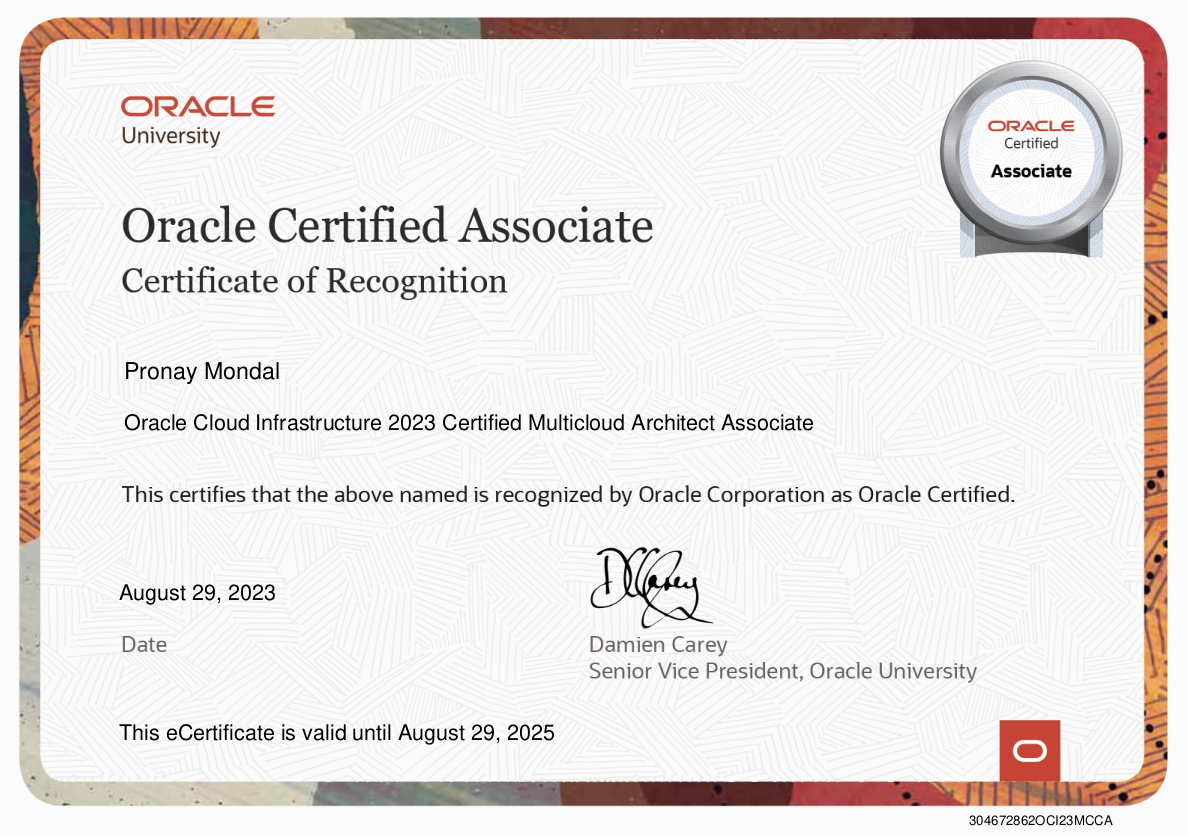 ORACLE
University
ORACLE
Certified
Associate
Oracle Certified Associate
Certificate of Recognition
Pronay Mondal
Oracle Cloud Infrastructure 2023 Certified Multicloud Architect Associate
This certifies that the above named is recognized by Oracle Corporation as Oracle Certified.
DCarey
August 29, 2023
Date
Damien Carey
Senior Vice President, Oracle University
This eCertificate is valid until August 29, 2025
304672862OCI23MCCA